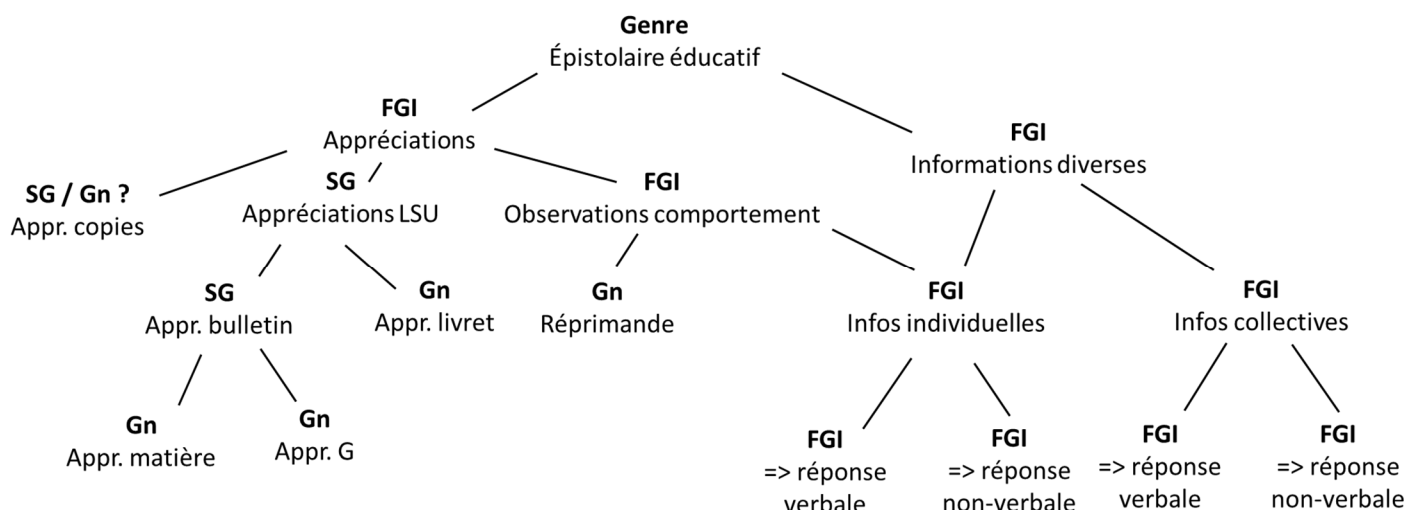 Genre
Épistolaire éducatif
FGI
Appréciations
FGI
Informations diverses
SG / Gn ?
Appr. copies
SG
Appréciations LSU
FGI
Observations comportement
SG
Appr. bulletin
Gn
Appr. livret
Gn
Réprimande
FGI
Infos individuelles
FGI
Infos collectives
Gn
Appr. matière
Gn
Appr. G
FGI
=> réponse
verbale
FGI
=> réponse
non-verbale
FGI
=> réponse
verbale
FGI
=> réponse
non-verbale